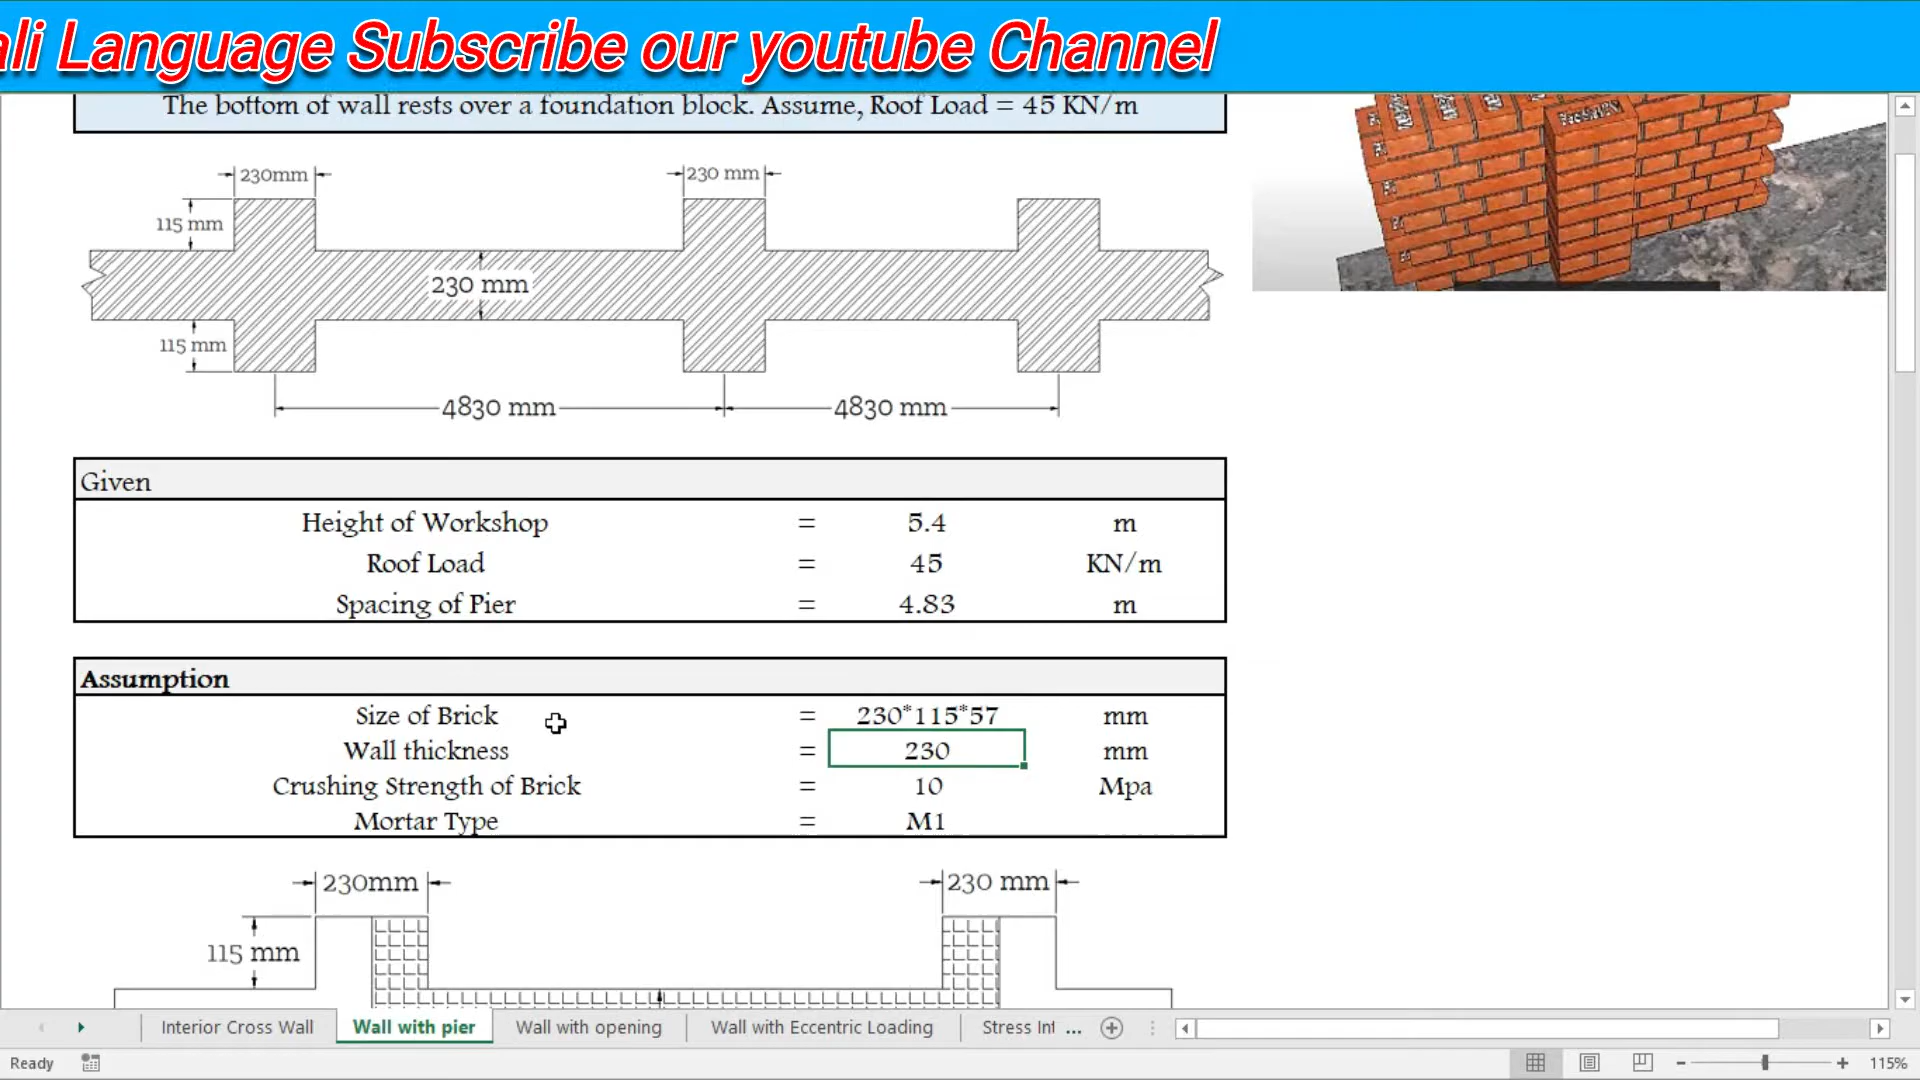 ali Language Subscribe our youtube Channel
The bottom of wall rests over a foundation block. Assume, Roof Load = 45 KN/m
230mm
230 mm
115 mm
230 mm
115 mm
4830 mm
4830 mm
Given
Height of Workshop = 5.4 m
Roof Load = 45 KN/m
Spacing of Pier = 4.83 m
Assumption
Size of Brick = 230*115*57 mm
Wall thickness = 230 mm
Crushing Strength of Brick = 10 Mpa
Mortar Type = M1
230mm
230 mm
115 mm
Interior Cross Wall
Wall with pier
Wall with opening
Wall with Eccentric Loading
Stress Int ...
Ready
115%